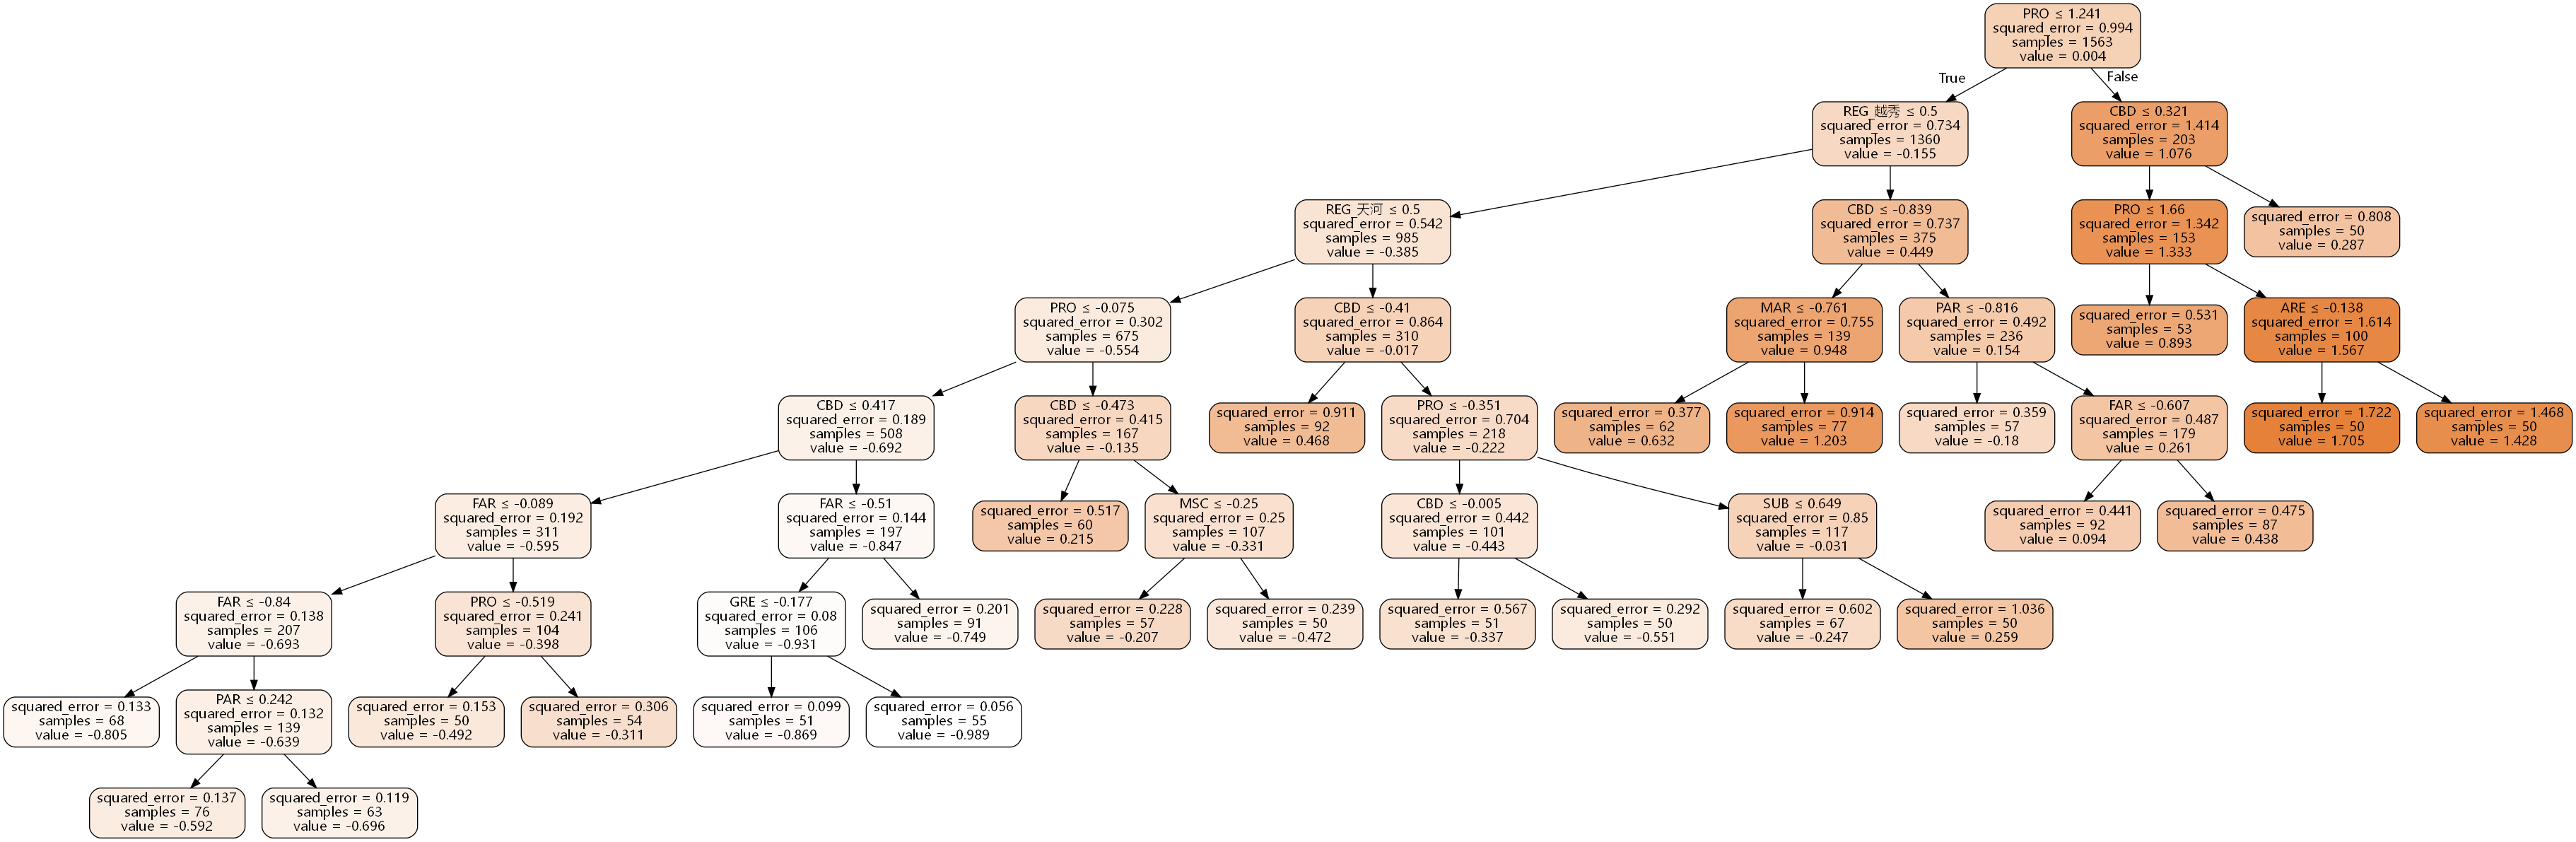 PRO ≤ 1.241
squared_error = 0.994
samples = 1563
value = 0.004
True
False
REG_越秀 ≤ 0.5
squared_error = 0.734
samples = 1360
value = -0.155
CBD ≤ 0.321
squared_error = 1.414
samples = 203
value = 1.076
REG_天河 ≤ 0.5
squared_error = 0.542
samples = 985
value = -0.385
CBD ≤ -0.839
squared_error = 0.737
samples = 375
value = 0.449
PRO ≤ 1.66
squared_error = 1.342
samples = 153
value = 1.333
squared_error = 0.808
samples = 50
value = 0.287
PRO ≤ -0.075
squared_error = 0.302
samples = 675
value = -0.554
CBD ≤ -0.41
squared_error = 0.864
samples = 310
value = -0.017
MAR ≤ -0.761
squared_error = 0.755
samples = 139
value = 0.948
PAR ≤ -0.816
squared_error = 0.492
samples = 236
value = 0.154
squared_error = 0.531
samples = 53
value = 0.893
ARE ≤ -0.138
squared_error = 1.614
samples = 100
value = 1.567
CBD ≤ 0.417
squared_error = 0.189
samples = 508
value = -0.692
CBD ≤ -0.473
squared_error = 0.415
samples = 167
value = -0.135
squared_error = 0.911
samples = 92
value = 0.468
PRO ≤ -0.351
squared_error = 0.704
samples = 218
value = -0.222
squared_error = 0.377
samples = 62
value = 0.632
squared_error = 0.914
samples = 77
value = 1.203
squared_error = 0.359
samples = 57
value = -0.18
FAR ≤ -0.607
squared_error = 0.487
samples = 179
value = 0.261
squared_error = 1.722
samples = 50
value = 1.705
squared_error = 1.468
samples = 50
value = 1.428
FAR ≤ -0.089
squared_error = 0.192
samples = 311
value = -0.595
FAR ≤ -0.51
squared_error = 0.144
samples = 197
value = -0.847
squared_error = 0.517
samples = 60
value = 0.215
MSC ≤ -0.25
squared_error = 0.25
samples = 107
value = -0.331
CBD ≤ -0.005
squared_error = 0.442
samples = 101
value = -0.443
SUB ≤ 0.649
squared_error = 0.85
samples = 117
value = -0.031
squared_error = 0.441
samples = 92
value = 0.094
squared_error = 0.475
samples = 87
value = 0.438
FAR ≤ -0.84
squared_error = 0.138
samples = 207
value = -0.693
PRO ≤ -0.519
squared_error = 0.241
samples = 104
value = -0.398
GRE ≤ -0.177
squared_error = 0.08
samples = 106
value = -0.931
squared_error = 0.201
samples = 91
value = -0.749
squared_error = 0.228
samples = 57
value = -0.207
squared_error = 0.239
samples = 50
value = -0.472
squared_error = 0.567
samples = 51
value = -0.337
squared_error = 0.292
samples = 50
value = -0.551
squared_error = 0.602
samples = 67
value = -0.247
squared_error = 1.036
samples = 50
value = 0.259
squared_error = 0.133
samples = 68
value = -0.805
PAR ≤ 0.242
squared_error = 0.132
samples = 139
value = -0.639
squared_error = 0.153
samples = 50
value = -0.492
squared_error = 0.306
samples = 54
value = -0.311
squared_error = 0.099
samples = 51
value = -0.869
squared_error = 0.056
samples = 55
value = -0.989
squared_error = 0.137
samples = 76
value = -0.592
squared_error = 0.119
samples = 63
value = -0.696